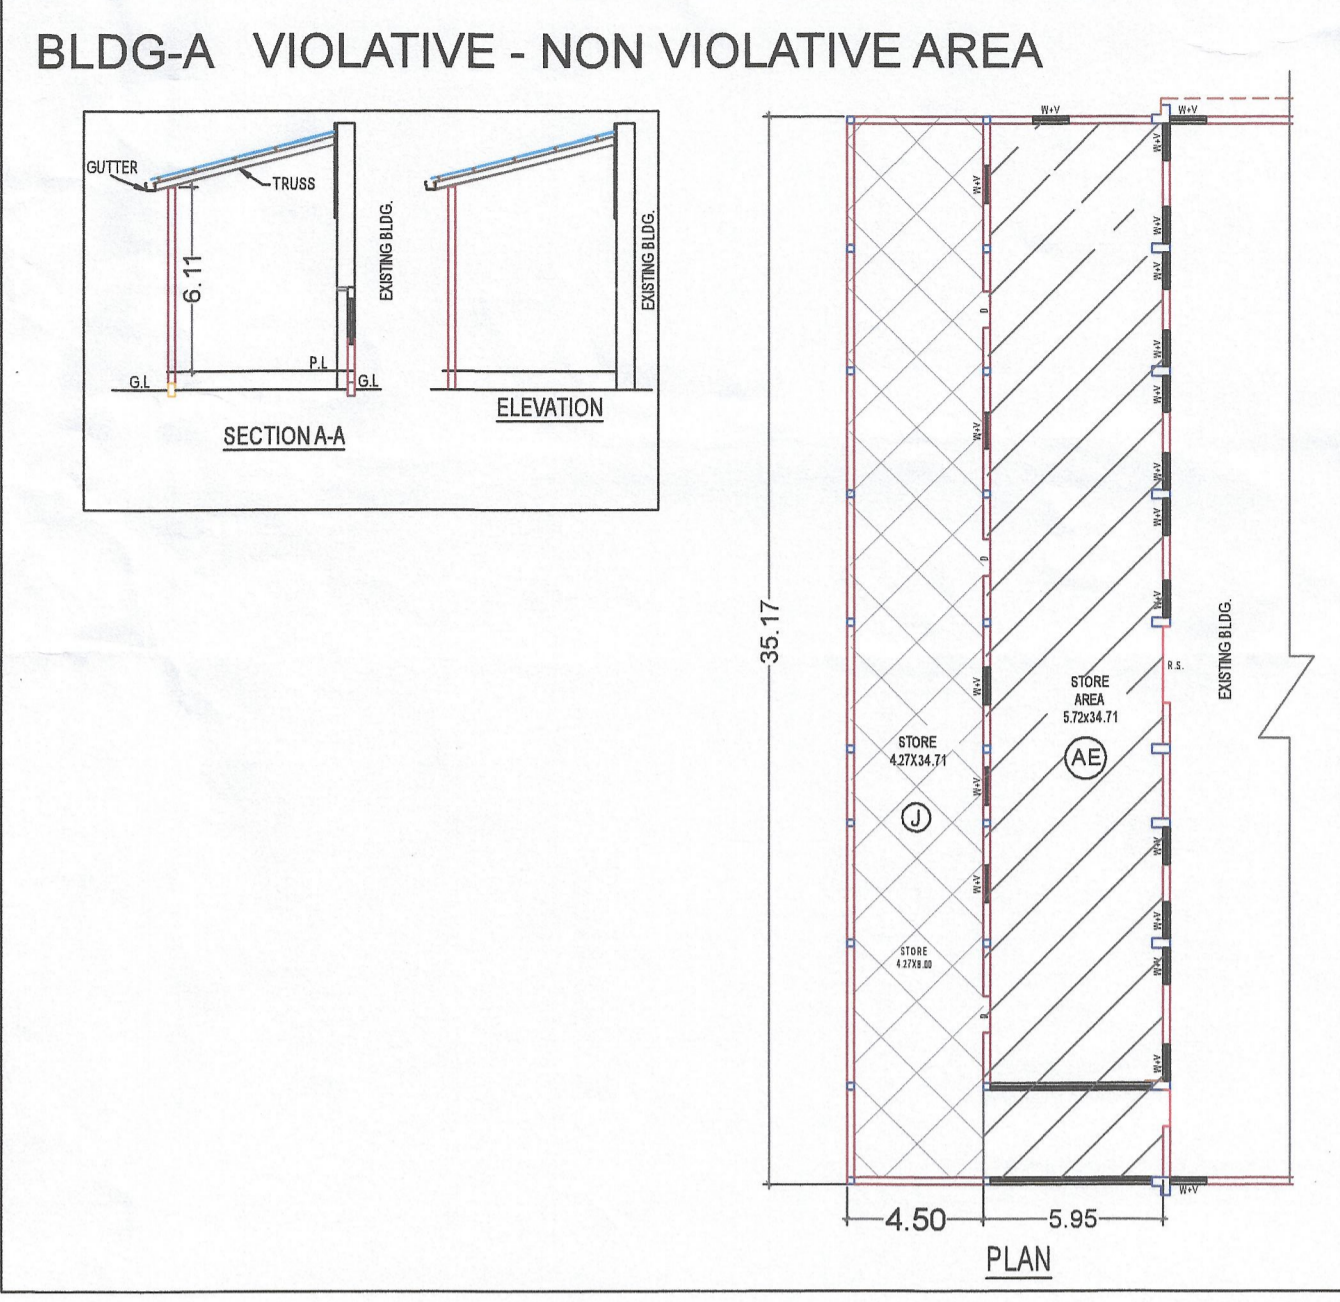 BLDG-A VIOLATIVE - NON VIOLATIVE AREA
GUTTER
TRUSS
6.11
EXISTING BLDG.
P.L
G.L
G.L
SECTION A-A
EXISTING BLDG.
ELEVATION
W+V
W+V
W+V
W+V
W+V
W+V
D
W+V
W+V
W+V
W+V
W+V
D
W+V
35.17
R.S.
EXISTING BLDG.
STORE
AREA
5.72x34.71
AE
W+V
STORE
4.27X34.71
J
W+V
W+V
W+V
W+V
STORE
4.27X8.00
W+V
D
W+V
W+V
4.50
5.95
PLAN